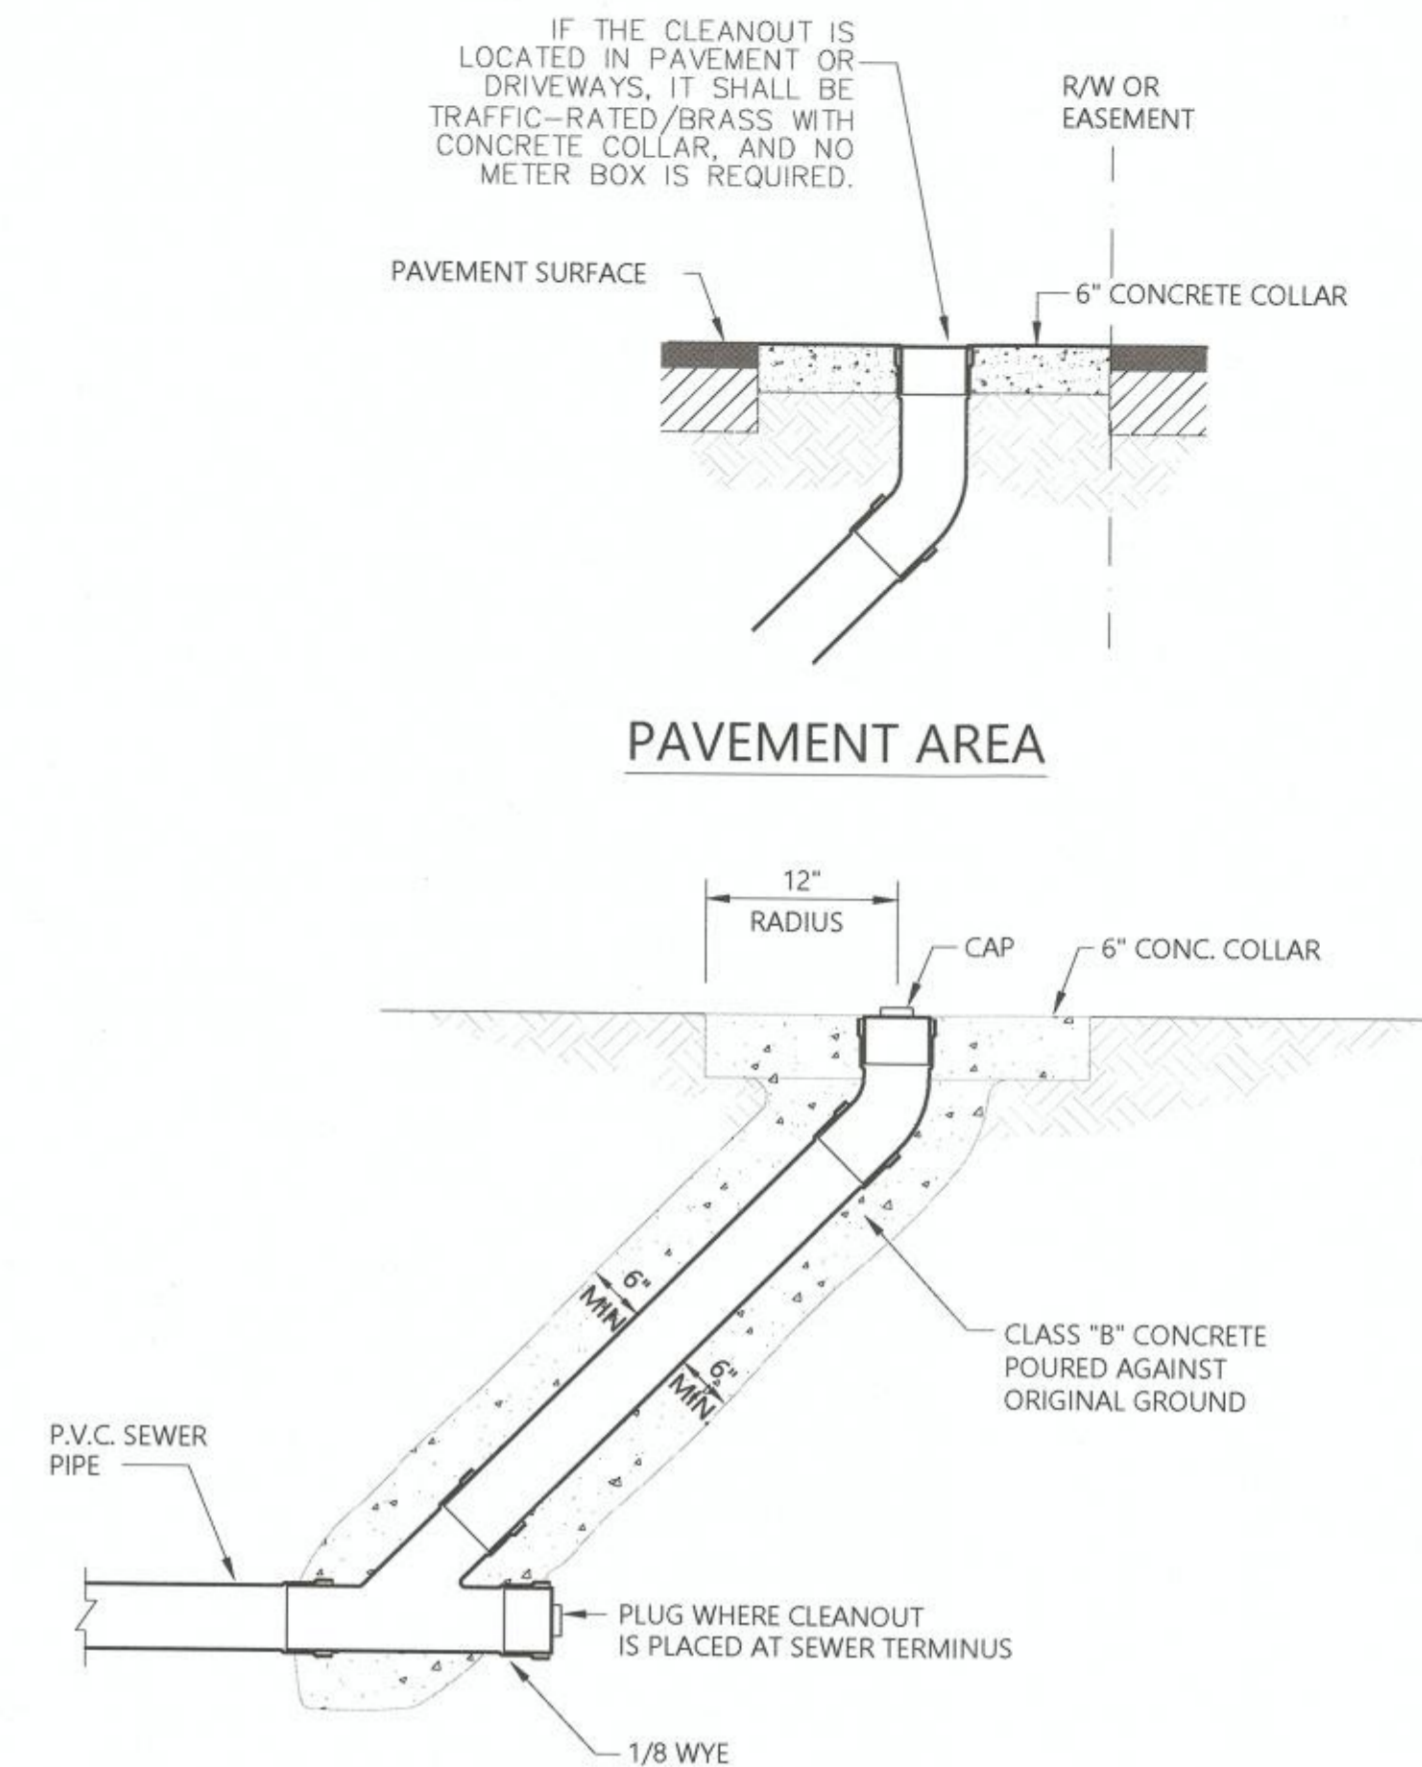 IF THE CLEANOUT IS
LOCATED IN PAVEMENT OR
DRIVEWAYS, IT SHALL BE
TRAFFIC-RATED/BRASS WITH
CONCRETE COLLAR, AND NO
METER BOX IS REQUIRED.
R/W OR
EASEMENT
PAVEMENT SURFACE
6" CONCRETE COLLAR
PAVEMENT AREA
12"
RADIUS
CAP
6" CONC. COLLAR
6"
MIN
6"
MIN
CLASS "B" CONCRETE
POURED AGAINST
ORIGINAL GROUND
P.V.C. SEWER
PIPE
PLUG WHERE CLEANOUT
IS PLACED AT SEWER TERMINUS
1/8 WYE